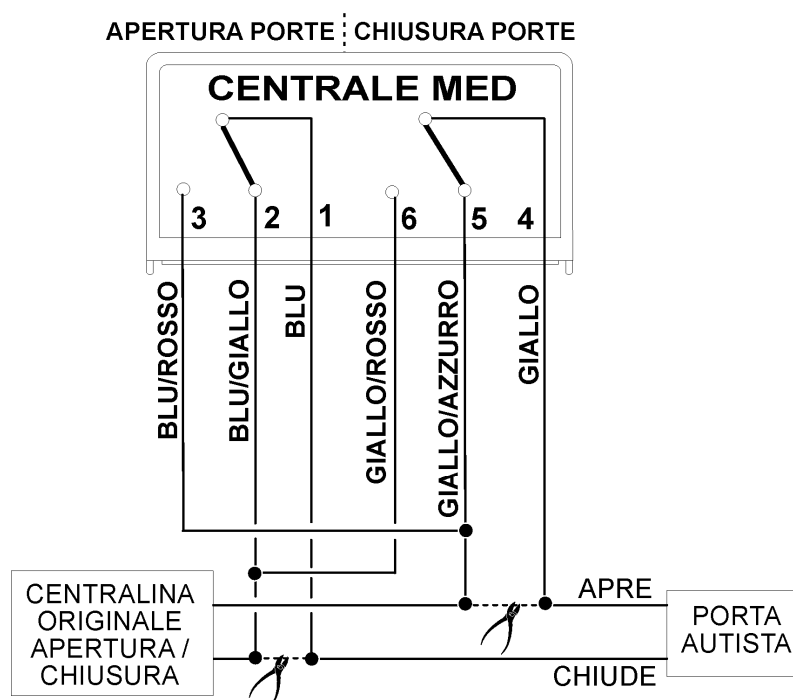 APERTURA PORTE CHIUSURA PORTE
CENTRALE MED
3 2 1 6 5 4
BLU/ROSSO
BLU/GIALLO
BLU
GIALLO/ROSSO
GIALLO/AZZURRO
GIALLO
CENTRALINA
ORIGINALE
APERTURA /
CHIUSURA
APRE
CHIUDE
PORTA
AUTISTA